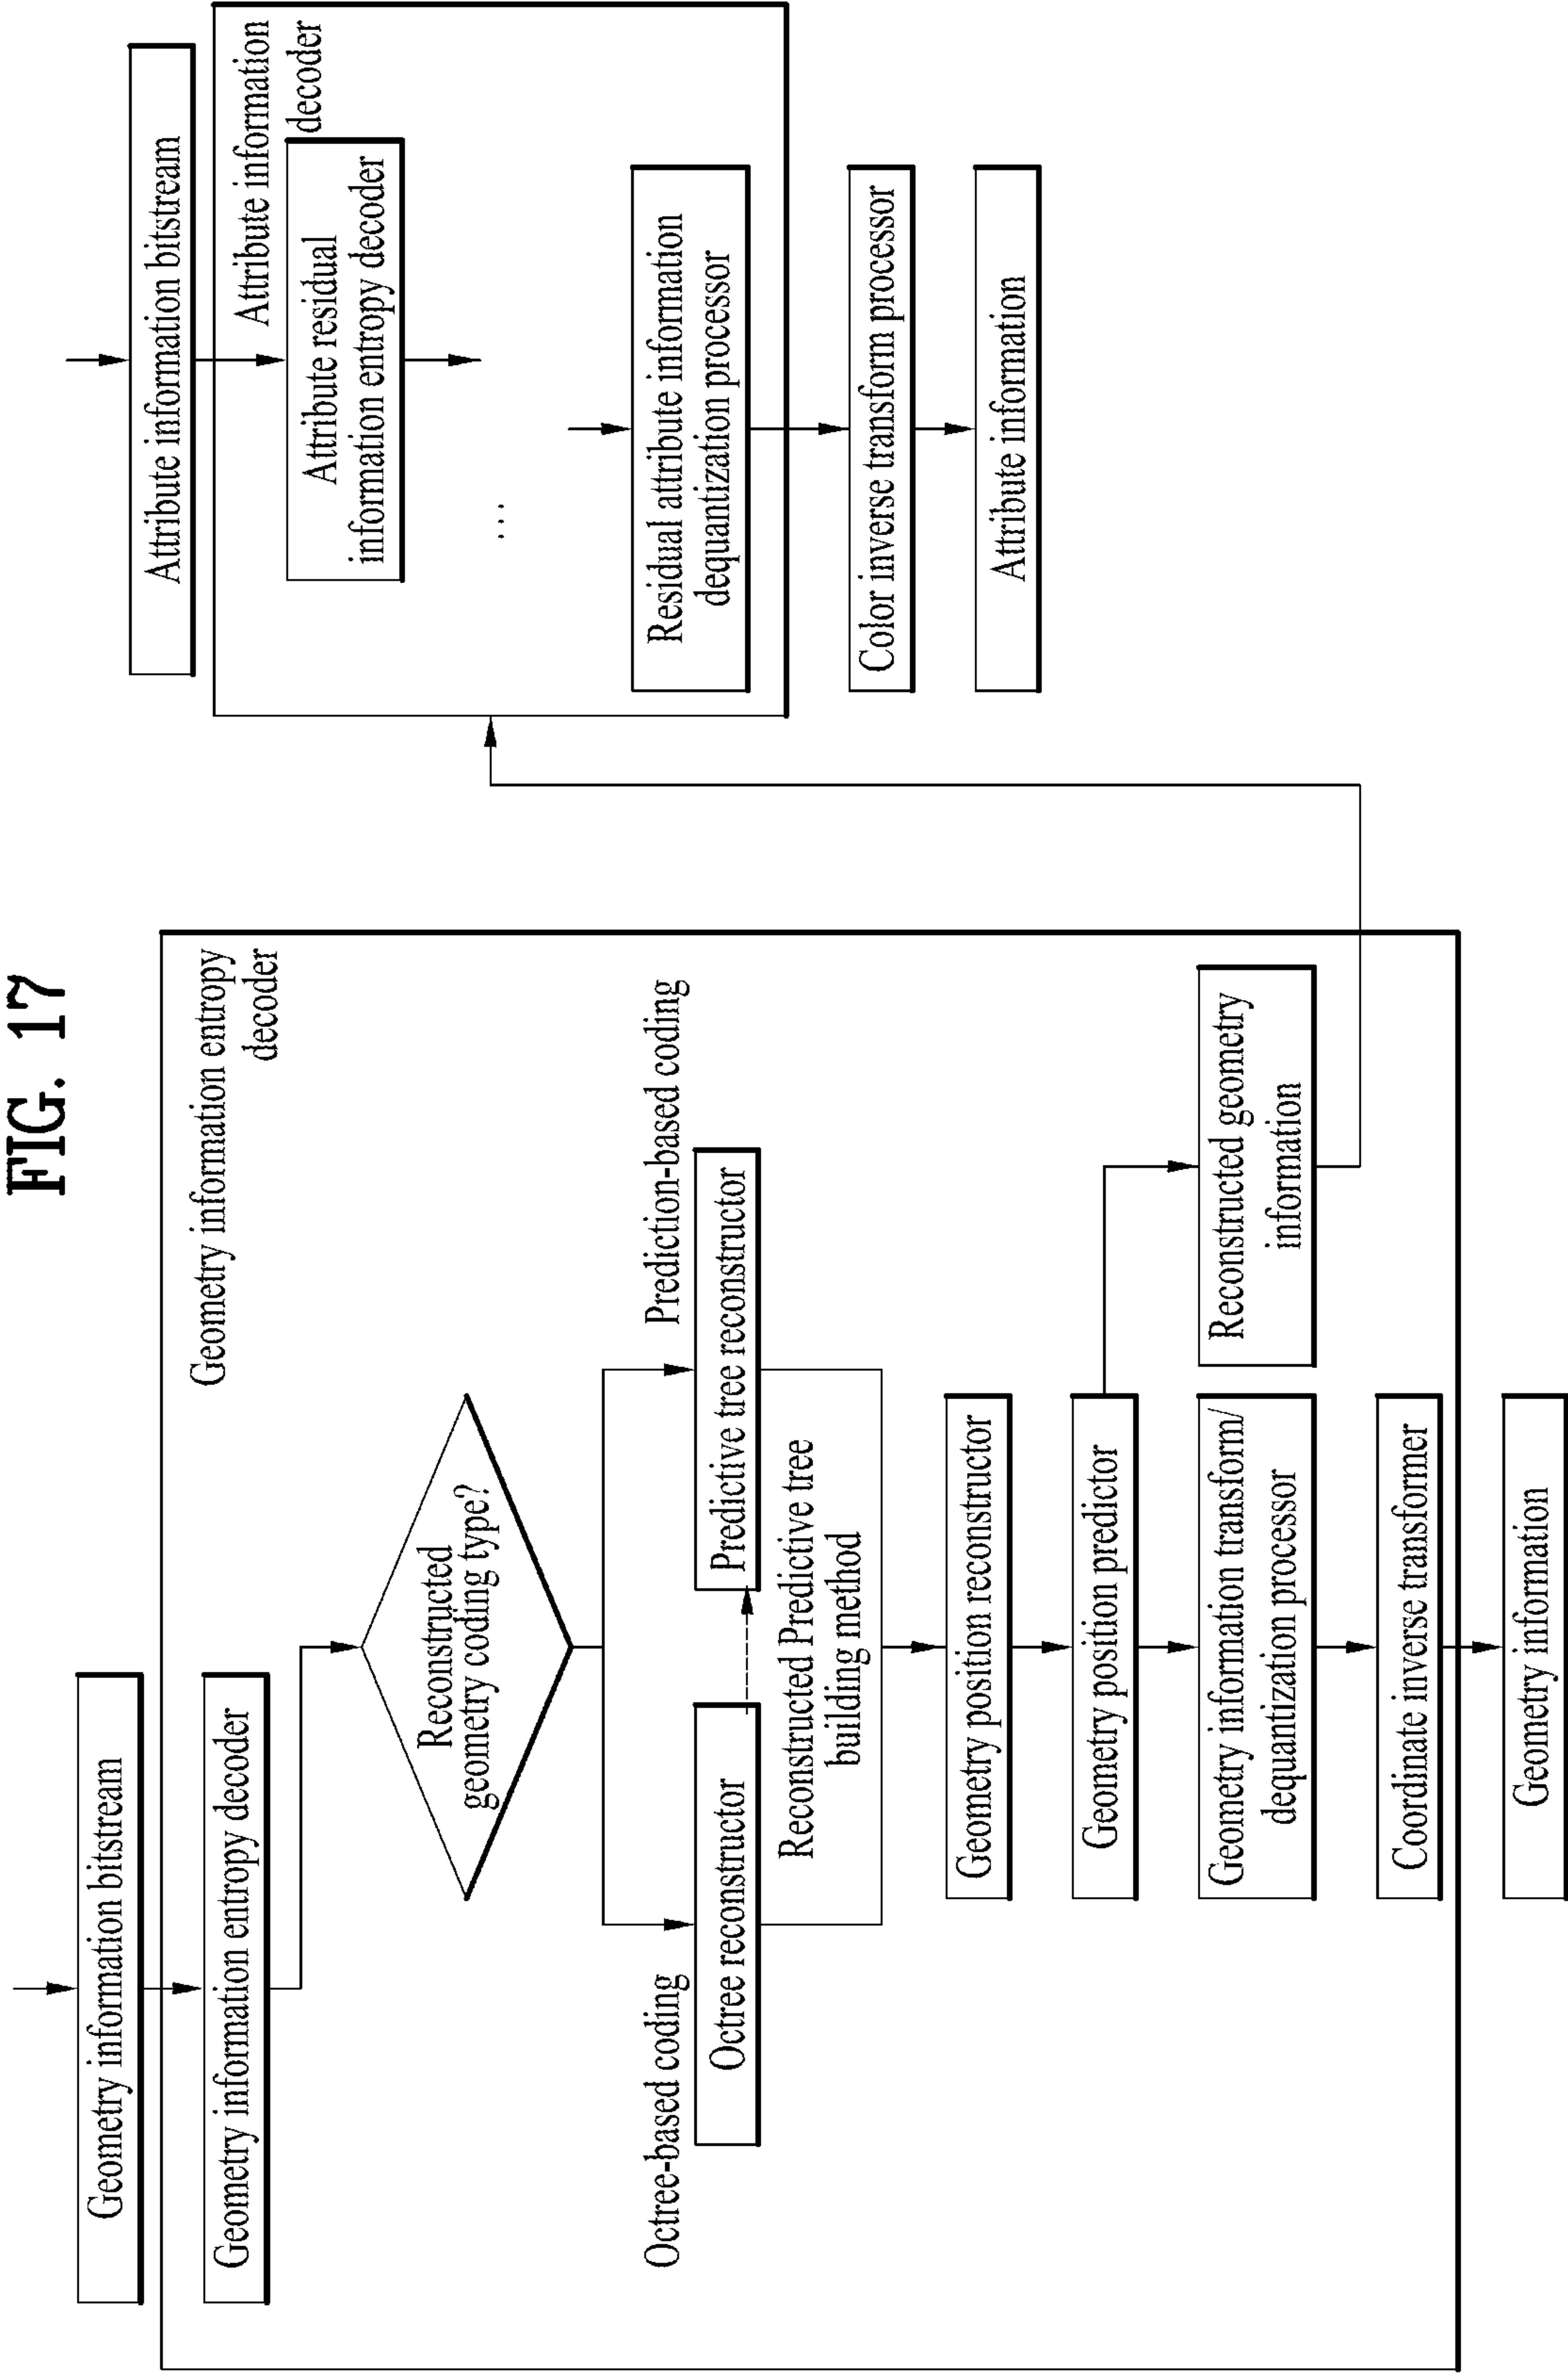 FIG. 17
Geometry information bitstream
Geometry information entropy
decoder
Geometry information entropy decoder
Reconstructed
geometry coding type?
Octree-based coding
Prediction-based coding
Octree reconstructor
Predictive tree reconstructor
Reconstructed Predictive tree
building method
Geometry position reconstructor
Geometry position predictor
Geometry information transform/
dequantization processor
Reconstructed geometry
information
Coordinate inverse transformer
Geometry information
Attribute information bitstream
Attribute information
decoder
Attribute residual
information entropy decoder
...
Residual attribute information
dequantization processor
Color inverse transform processor
Attribute information